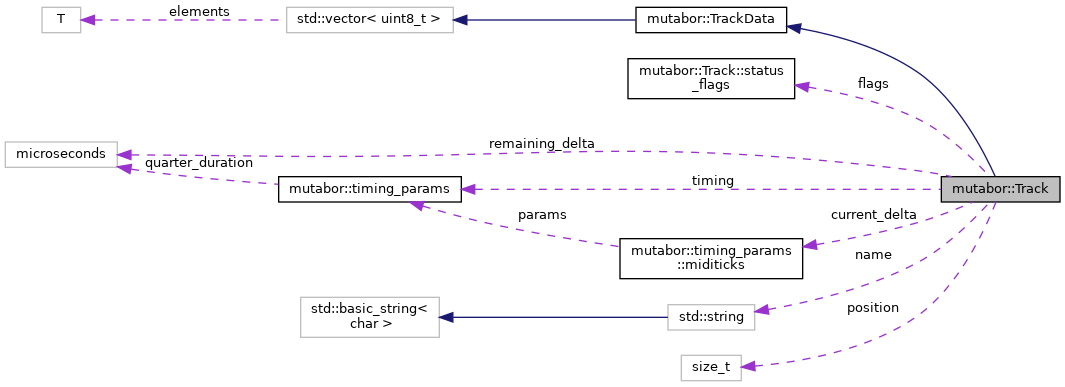 T
elements
std::vector< uint8_t >
mutabor::TrackData
mutabor::Track::status
_flags
flags
microseconds
remaining_delta
quarter_duration
mutabor::timing_params
timing
mutabor::Track
params
current_delta
mutabor::timing_params
::miditicks
name
std::basic_string<
char >
std::string
position
size_t